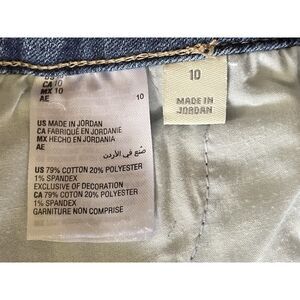 US 10
CA 10
MX 10
AE 10
US MADE IN JORDAN
CA FABRIQUÉ EN JORDANIE
MX HECHO EN JORDANIA
AE
صنع في الأردن
US 79% COTTON 20% POLYESTER
1% SPANDEX
EXCLUSIVE OF DECORATION
CA 79% COTON 20% POLYESTER
1% SPANDEX
GARNITURE NON COMPRISE
10
MADE IN
JORDAN